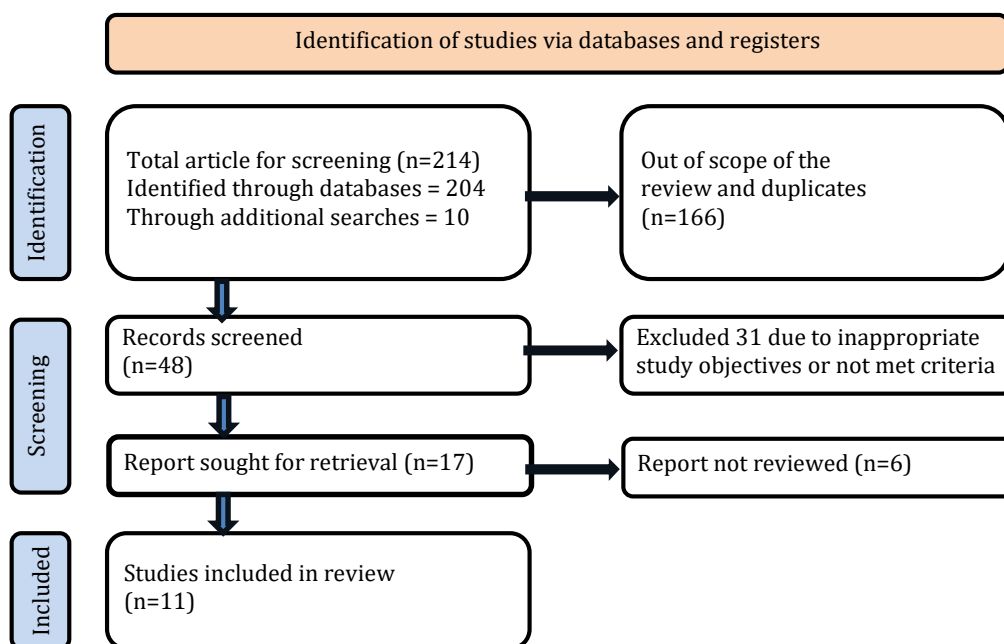 Identification of studies via databases and registers
Identification
Total article for screening (n=214)
Identified through databases = 204
Through additional searches = 10
Out of scope of the
review and duplicates
(n=166)
Screening
Records screened
(n=48)
Excluded 31 due to inappropriate
study objectives or not met criteria
Report sought for retrieval (n=17)
Report not reviewed (n=6)
Included
Studies included in review
(n=11)